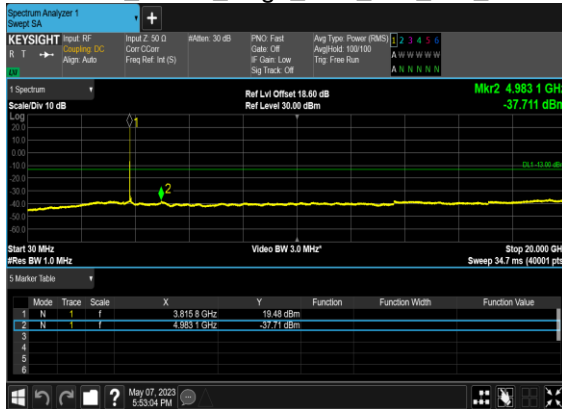 Spectrum Analyzer 1
Swept SA
+
KEYSIGHT
R T
LXI
Input: RF
Coupling: DC
Align: Auto
Input Z: 50 Ω
Corr CCorr
Freq Ref: Int (S)
#Atten: 30 dB
PNO: Fast
Gate: Off
IF Gain: Low
Sig Track: Off
Avg Type: Power (RMS)
Avg|Hold: 100/100
Trig: Free Run
1 2 3 4 5 6
A W W W W W
A N N N N N
1 Spectrum
Scale/Div 10 dB
Ref Lvl Offset 18.60 dB
Ref Level 30.00 dBm
Mkr2 4.983 1 GHz
-37.711 dBm
Log
20.0
10.0
0.00
-10.0
-20.0
-30.0
-40.0
-50.0
-60.0
1
2
DL1 -13.00 dBm
Start 30 MHz
#Res BW 1.0 MHz
Video BW 3.0 MHz*
Stop 20.000 GH
Sweep 34.7 ms (40001 pts
5 Marker Table
Mode Trace Scale X Y Function Function Width Function Value
1 N 1 f 3.815 8 GHz 19.48 dBm
2 N 1 f 4.983 1 GHz -37.71 dBm
3
4
5
6
?
May 07, 2023
5:53:04 PM